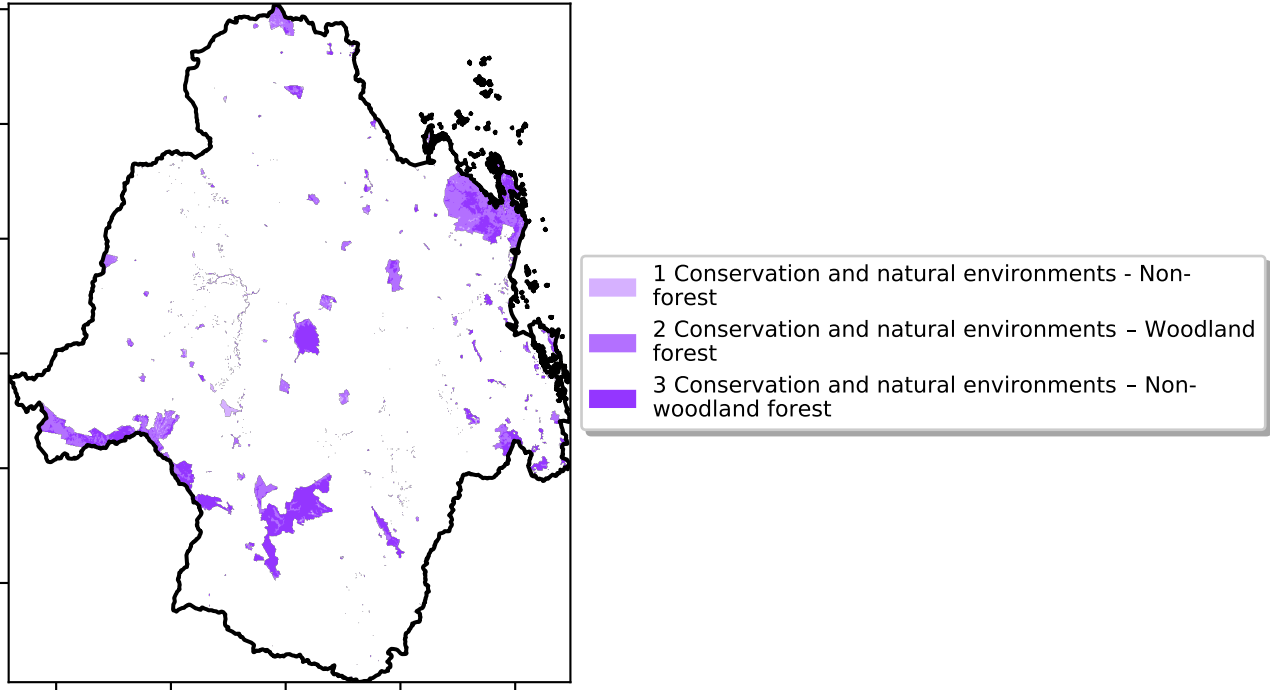 1 Conservation and natural environments - Non-
forest
2 Conservation and natural environments – Woodland
forest
3 Conservation and natural environments – Non-
woodland forest